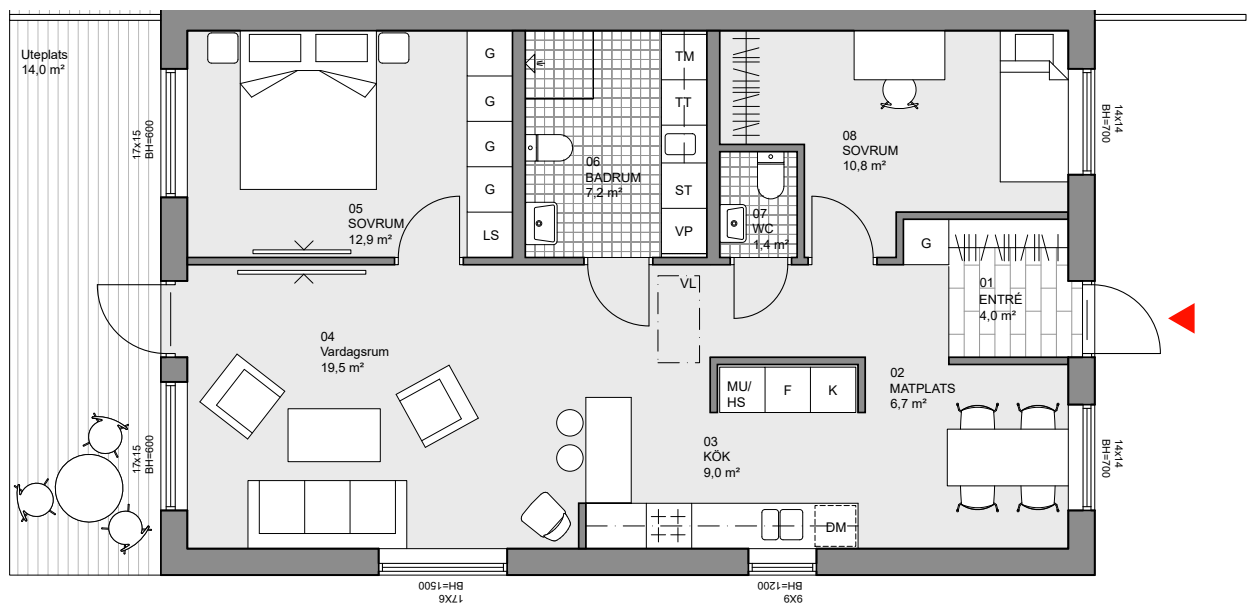 Uteplats
14,0 m²
17x15
BH=600
G
G
G
G
LS
05
SOVRUM
12,9 m²
06
BADRUM
7,2 m²
TM
TT
ST
VP
07
WC
1,4 m²
08
SOVRUM
10,8 m²
14x14
BH=700
G
01
ENTRÉ
4,0 m²
VL
04
Vardagsrum
19,5 m²
17x15
BH=600
MU/
HS
F
K
02
MATPLATS
6,7 m²
03
KÖK
9,0 m²
14x14
BH=700
DM
17X6
BH=1500
9X9
BH=1200